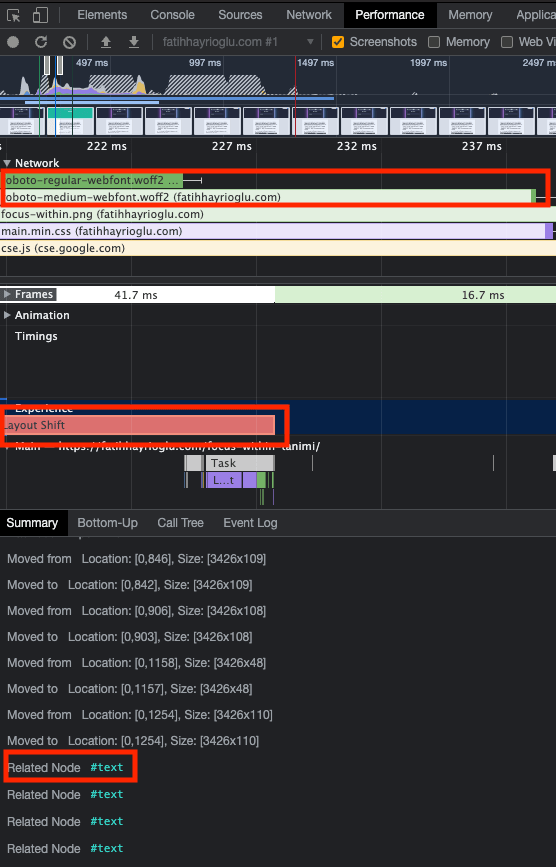 Elements Console Sources Network Performance Memory Applica
fatihhayrioglu.com #1 Screenshots Memory Web Vi
497 ms 997 ms 1497 ms 1997 ms 2497 ms
222 ms 227 ms 232 ms 237 ms
Network
oboto-regular-webfont.woff2 ...
oboto-medium-webfont.woff2 (fatihhayrioglu.com)
focus-within.png (fatihhayrioglu.com)
main.min.css (fatihhayrioglu.com)
cse.js (cse.google.com)
Frames 41.7 ms 16.7 ms
Animation
Timings
Experience
Layout Shift
Main — https://fatihhayrioglu.com/focus-within-tanimi/
Task
L...t
Summary Bottom-Up Call Tree Event Log
Moved from Location: [0,846], Size: [3426x109]
Moved to Location: [0,842], Size: [3426x109]
Moved from Location: [0,906], Size: [3426x108]
Moved to Location: [0,903], Size: [3426x108]
Moved from Location: [0,1158], Size: [3426x48]
Moved to Location: [0,1157], Size: [3426x48]
Moved from Location: [0,1254], Size: [3426x110]
Moved to Location: [0,1254], Size: [3426x110]
Related Node #text
Related Node #text
Related Node #text
Related Node #text